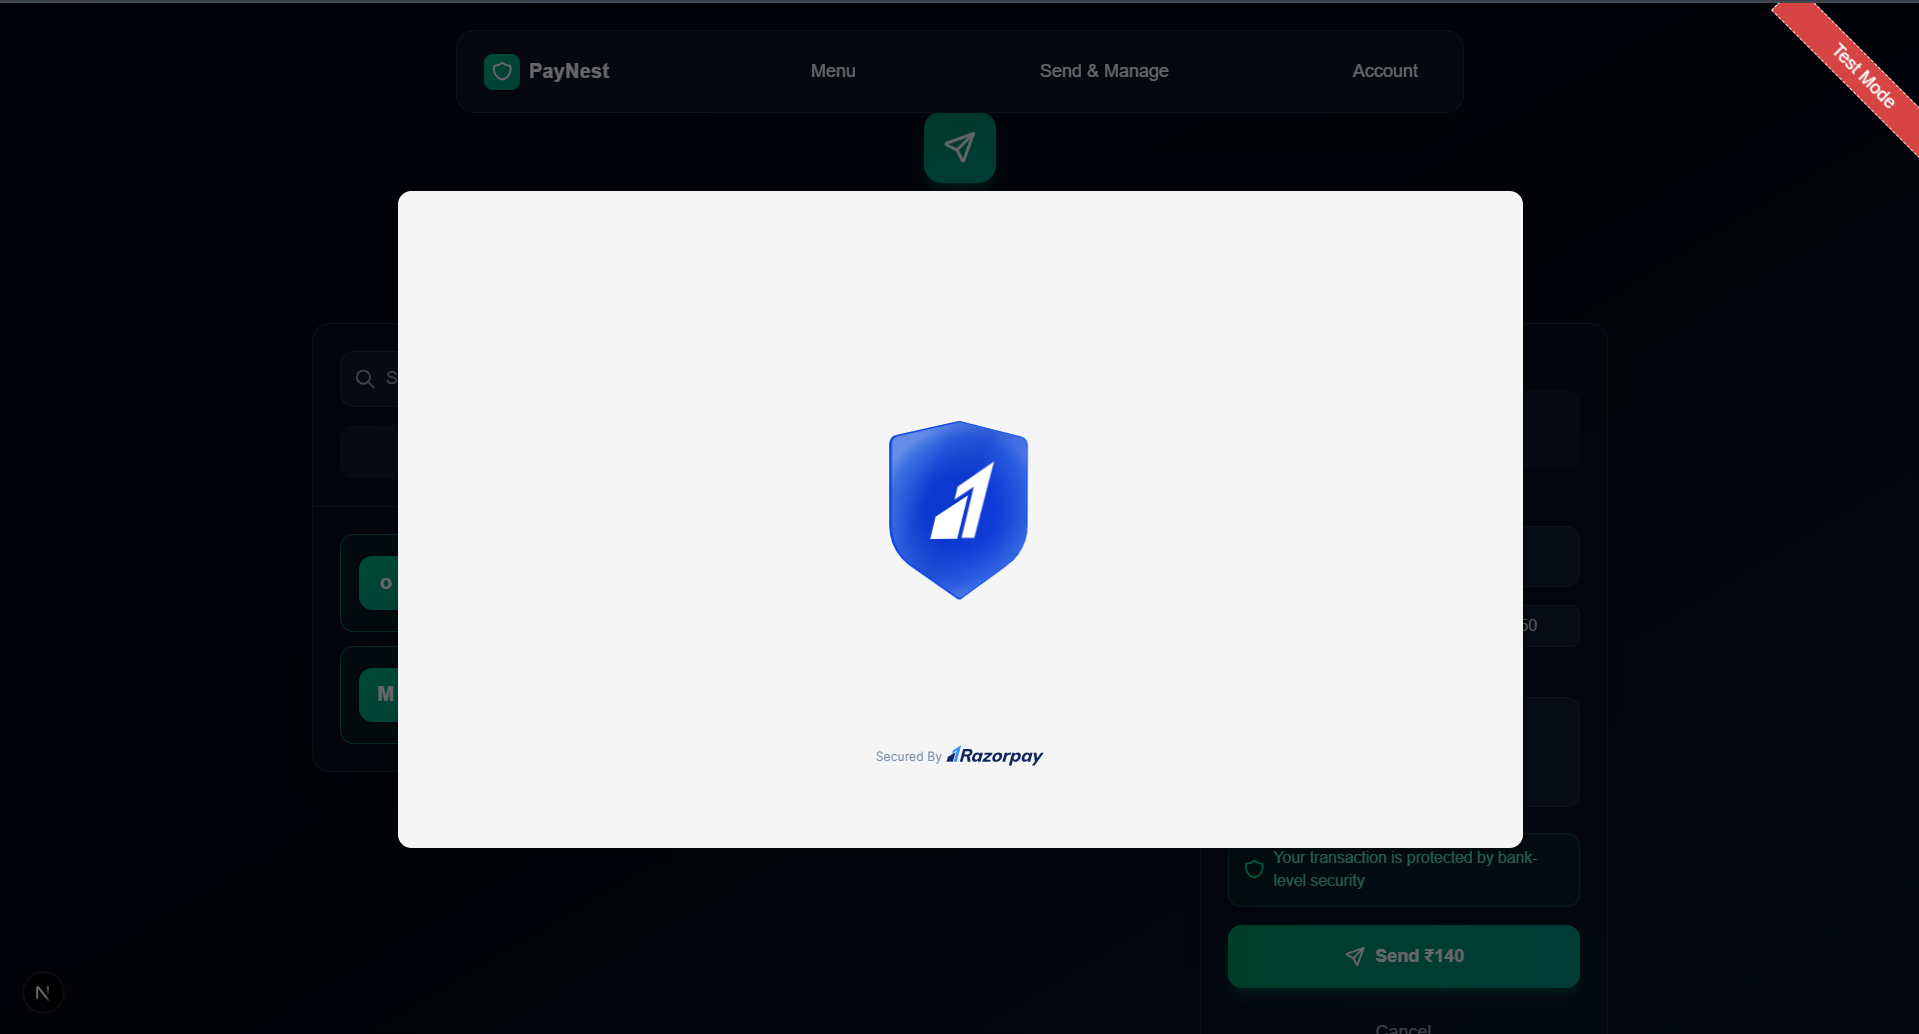 PayNest
Menu
Send & Manage
Account
Test Mode
S
o
M
50
Secured By Razorpay
Your transaction is protected by bank-
level security
Send ₹140
Cancel
N